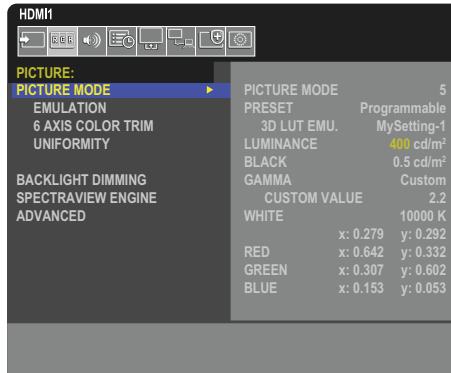 HDMI1
PICTURE:
PICTURE MODE
EMULATION
6 AXIS COLOR TRIM
UNIFORMITY
BACKLIGHT DIMMING
SPECTRAVIEW ENGINE
ADVANCED
PICTURE MODE 5
PRESET Programmable
3D LUT EMU. MySetting-1
LUMINANCE 400 cd/m²
BLACK 0.5 cd/m²
GAMMA Custom
CUSTOM VALUE 2.2
WHITE 10000 K
x: 0.279 y: 0.292
RED x: 0.642 y: 0.332
GREEN x: 0.307 y: 0.602
BLUE x: 0.153 y: 0.053